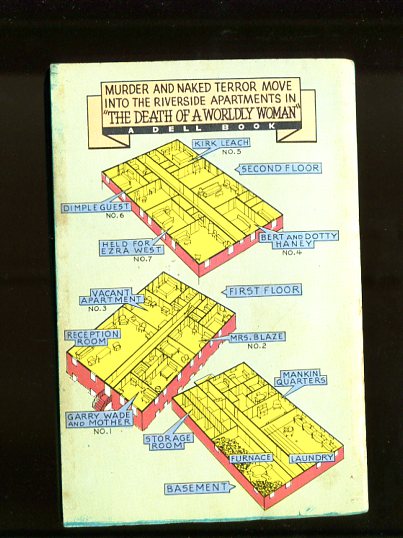 MURDER AND NAKED TERROR MOVE
INTO THE RIVERSIDE APARTMENTS IN
"THE DEATH OF A WORLDLY WOMAN"
A DELL BOOK
KIRK LEACH
NO.5
SECOND FLOOR
DIMPLE GUEST
NO.6
HELD FOR
EZRA WEST
NO.7
BERT AND DOTTY
HANEY
NO.4
VACANT
APARTMENT
NO.3
FIRST FLOOR
RECEPTION
ROOM
MRS. BLAZE
NO.2
GARRY WADE
AND MOTHER
NO.1
MANKIN
QUARTERS
STORAGE
ROOM
FURNACE
LAUNDRY
BASEMENT